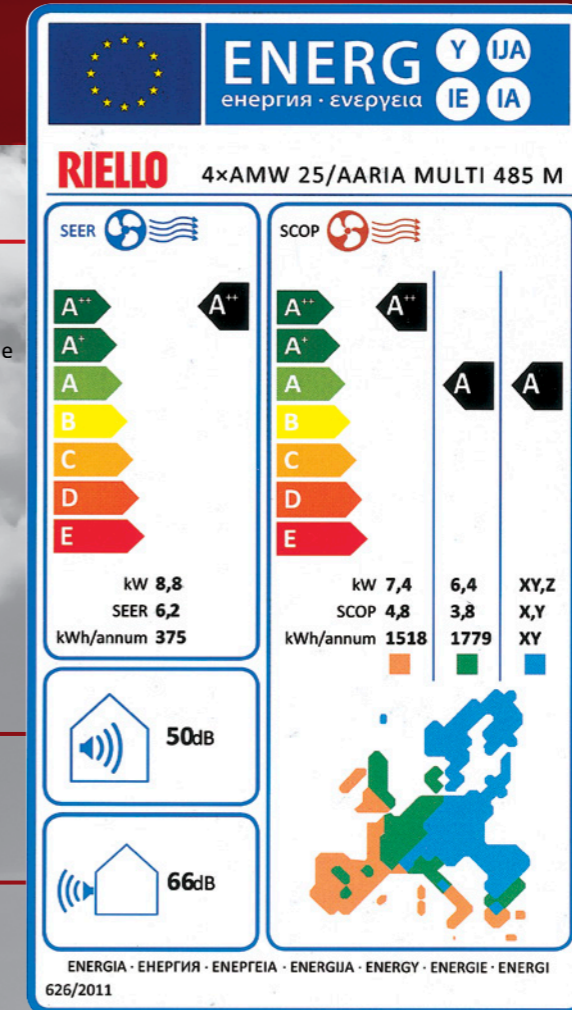 ENERG Y IJA
енергия · ενεργεια IE IA
RIELLO 4×AMW 25/AARIA MULTI 485 M
SEER
A++ A++
A+
A
B
C
D
E
kW 8,8
SEER 6,2
kWh/annum 375
SCOP
A++ A++
A+
A A A
B
C
D
E
kW 7,4 6,4 XY,Z
SCOP 4,8 3,8 X,Y
kWh/annum 1518 1779 XY
50dB
66dB
ENERGIA · ЕНЕРГИЯ · ΕΝΕΡΓΕΙΑ · ENERGIJA · ENERGY · ENERGIE · ENERGI
626/2011
e